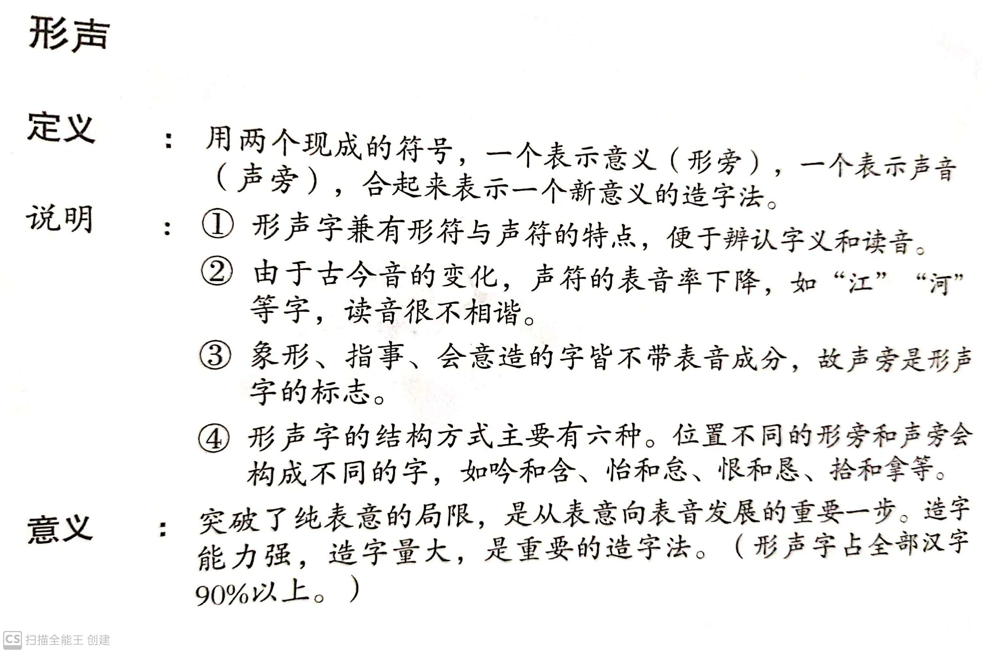 形声
定义 : 用两个现成的符号，一个表示意义（形旁），一个表示声音
（声旁），合起来表示一个新意义的造字法。
说明 : ① 形声字兼有形符与声符的特点，便于辨认字义和读音。
② 由于古今音的变化，声符的表音率下降，如“江”“河”
等字，读音很不相谐。
③ 象形、指事、会意造的字皆不带表音成分，故声旁是形声
字的标志。
④ 形声字的结构方式主要有六种。位置不同的形旁和声旁会
构成不同的字，如吟和含、怡和怠、恨和恳、拾和拿等。
意义 : 突破了纯表意的局限，是从表意向表音发展的重要一步。造字
能力强，造字量大，是重要的造字法。（形声字占全部汉字
90%以上。）
CS 扫描全能王 创建